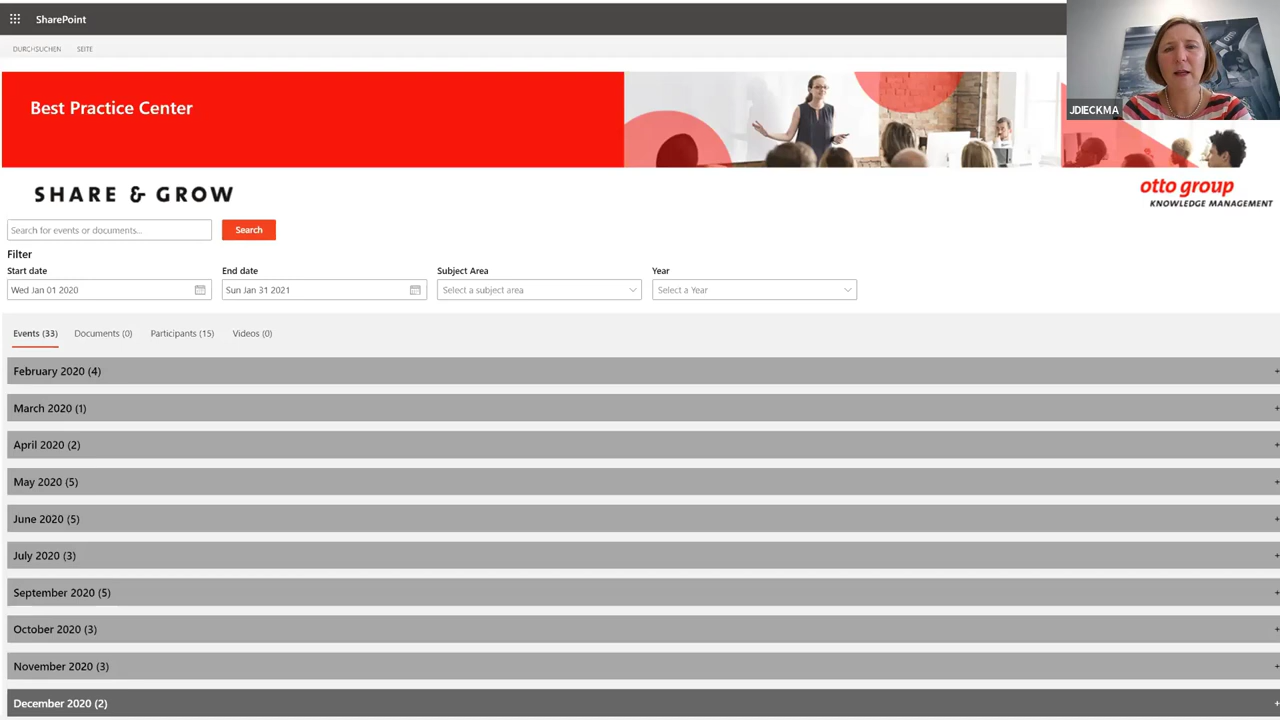 SharePoint
DURCHSUCHEN SEITE
Best Practice Center
JDIECKMA
SHARE & GROW
otto group
KNOWLEDGE MANAGEMENT
Search for events or documents... Search
Filter
Start date End date Subject Area Year
Wed Jan 01 2020 Sun Jan 31 2021 Select a subject area Select a Year
Events (33) Documents (0) Participants (15) Videos (0)
February 2020 (4) +
March 2020 (1) +
April 2020 (2) +
May 2020 (5) +
June 2020 (5) +
July 2020 (3) +
September 2020 (5) +
October 2020 (3) +
November 2020 (3) +
December 2020 (2) +